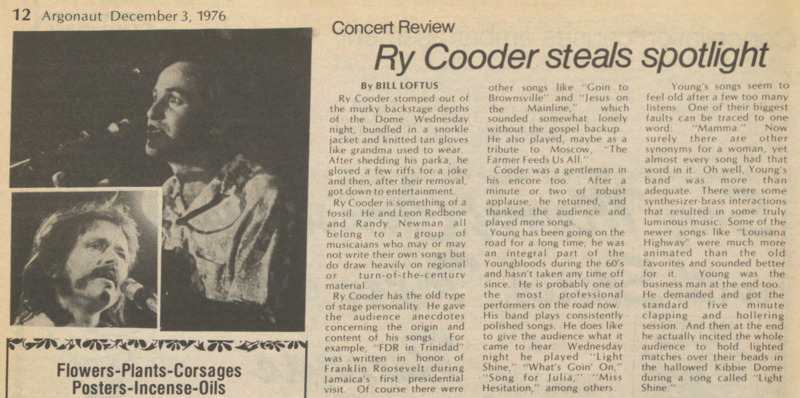 12 Argonaut December 3, 1976
Concert Review
Ry Cooder steals spotlight
By BILL LOFTUS
Ry Cooder stomped out of
the murky backstage depths
of the Dome Wednesday
night, bundled in a snorkle
jacket and knitted tan gloves
like grandma used to wear.
After shedding his parka, he
gloved a few riffs for a joke
and then, after their removal,
got down to entertainment.
Ry Cooder is something of a
fossil. He and Leon Redbone
and Randy Newman all
belong to a group of
musicaians who may or may
not write their own songs but
do draw heavily on regional
or turn-of-the-century
material.
Ry Cooder has the old type
of stage personality. He gave
the audience anecdotes
concerning the origin and
content of his songs. For
example, "FDR in Trinidad"
was written in honor of
Franklin Roosevelt during
Jamaica's first presidential
visit. Of course there were
other songs like "Goin to
Brownsville" and "Jesus on
the Mainline," which
sounded somewhat lonely
without the gospel backup.
He also played, maybe as a
tribute to Moscow, "The
Farmer Feeds Us All."
Cooder was a gentleman in
his encore too. After a
minute or two of robust
applause, he returned, and
thanked the audience and
played more songs.
Young has been going on the
road for a long time; he was
an integral part of the
Youngbloods during the 60's
and hasn't taken any time off
since. He is probably one of
the most professional
performers on the road now.
His band plays consistently
polished songs. He does like
to give the audience what it
came to hear. Wednesday
night he played "Light
Shine," "What's Goin' On,"
"Song for Julia," "Miss
Hesitation," among others.
Young's songs seem to
feel old after a few too many
listens. One of their biggest
faults can be traced to one
word: "Mamma." Now
surely there are other
synonyms for a woman, yet
almost every song had that
word in it. Oh well, Young's
band was more than
adequate. There were some
synthesizer-brass interactions
that resulted in some truly
luminous music. Some of the
newer songs like "Louisana
Highway" were much more
animated than the old
favorites and sounded better
for it. Young was the
business man at the end too.
He demanded and got the
standard five minute
clapping and hollering
session. And then at the end
he actually incited the whole
audience to hold lighted
matches over their heads in
the hallowed Kibbie Dome
during a song called "Light
Shine."
Flowers-Plants-Corsages
Posters-Incense-Oils